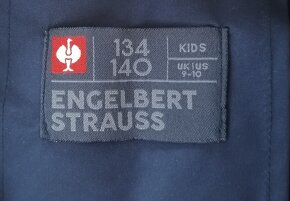 134
140
KIDS
UK|US
9-10
ENGELBERT
STRAUSS